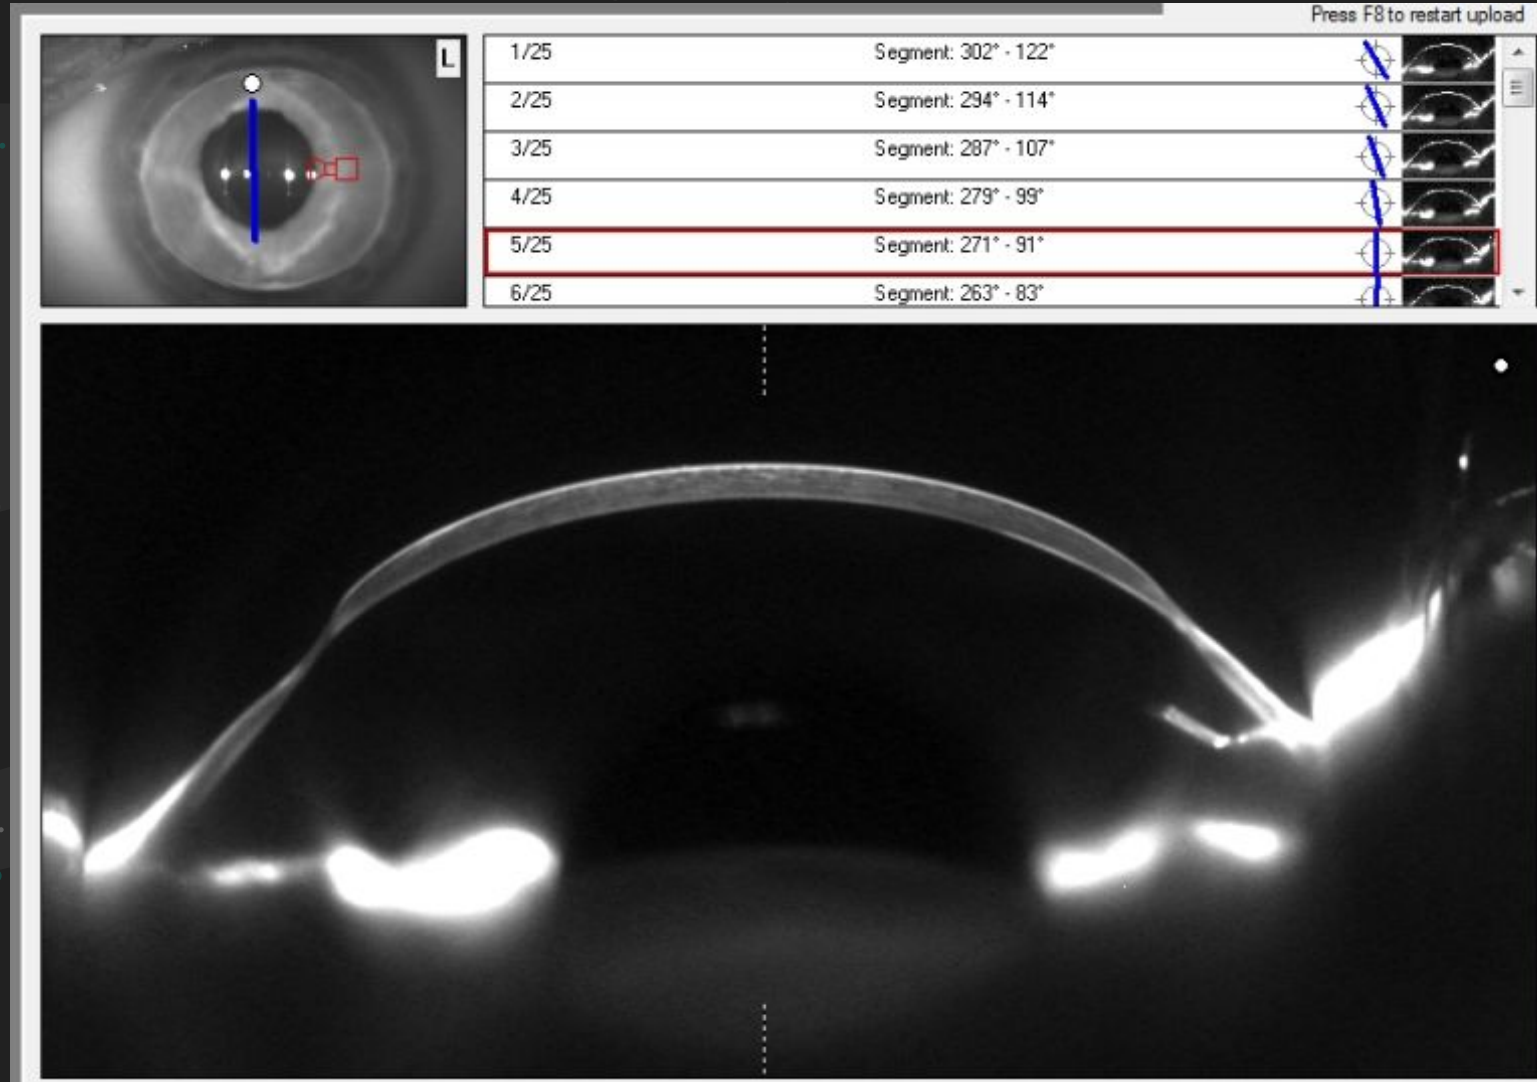 Press F8 to restart upload
L
1/25 Segment: 302° - 122°
2/25 Segment: 294° - 114°
3/25 Segment: 287° - 107°
4/25 Segment: 279° - 99°
5/25 Segment: 271° - 91°
6/25 Segment: 263° - 83°